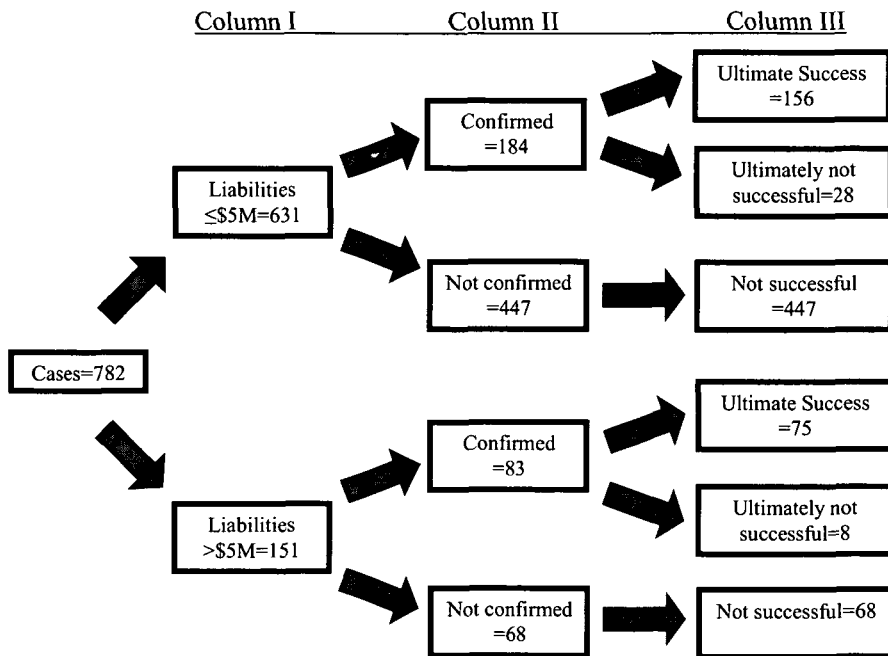 Column I
Column II
Column III
Cases=782
Liabilities
≤$5M=631
Liabilities
>$5M=151
Confirmed
=184
Not confirmed
=447
Confirmed
=83
Not confirmed
=68
Ultimate Success
=156
Ultimately not
successful=28
Not successful
=447
Ultimate Success
=75
Ultimately not
successful=8
Not successful=68